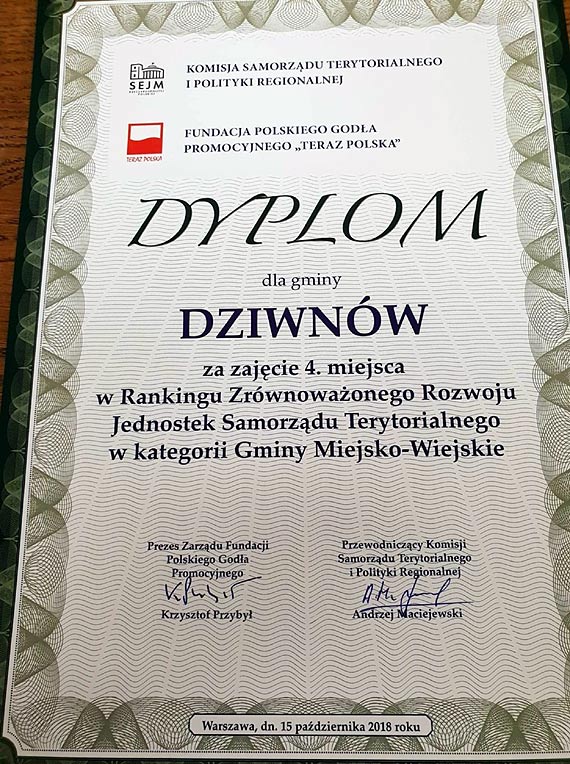 KOMISJA SAMORZĄDU TERYTORIALNEGO
I POLITYKI REGIONALNEJ
SEJM
FUNDACJA POLSKIEGO GODŁA
PROMOCYJNEGO „TERAZ POLSKA”
TERAZ POLSKA
DYPLOM
dla gminy
DZIWNÓW
za zajęcie 4. miejsca
w Rankingu Zrównoważonego Rozwoju
Jednostek Samorządu Terytorialnego
w kategorii Gminy Miejsko-Wiejskie
Prezes Zarządu Fundacji
Polskiego Godła
Promocyjnego
Krzysztof Przybył
Przewodniczący Komisji
Samorządu Terytorialnego
i Polityki Regionalnej
Andrzej Maciejewski
Warszawa, dn. 15 października 2018 roku